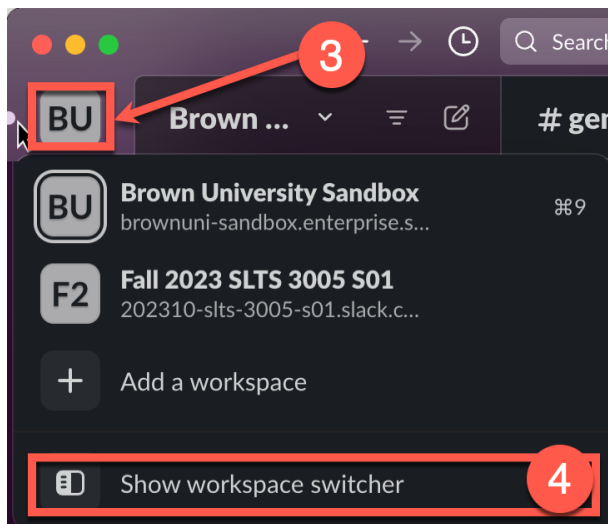 3
Search
BU
Brown ...
# gen
BU
Brown University Sandbox
brownuni-sandbox.enterprise.s...
⌘9
F2
Fall 2023 SLTS 3005 S01
202310-slts-3005-s01.slack.c...
+ Add a workspace
Show workspace switcher
4